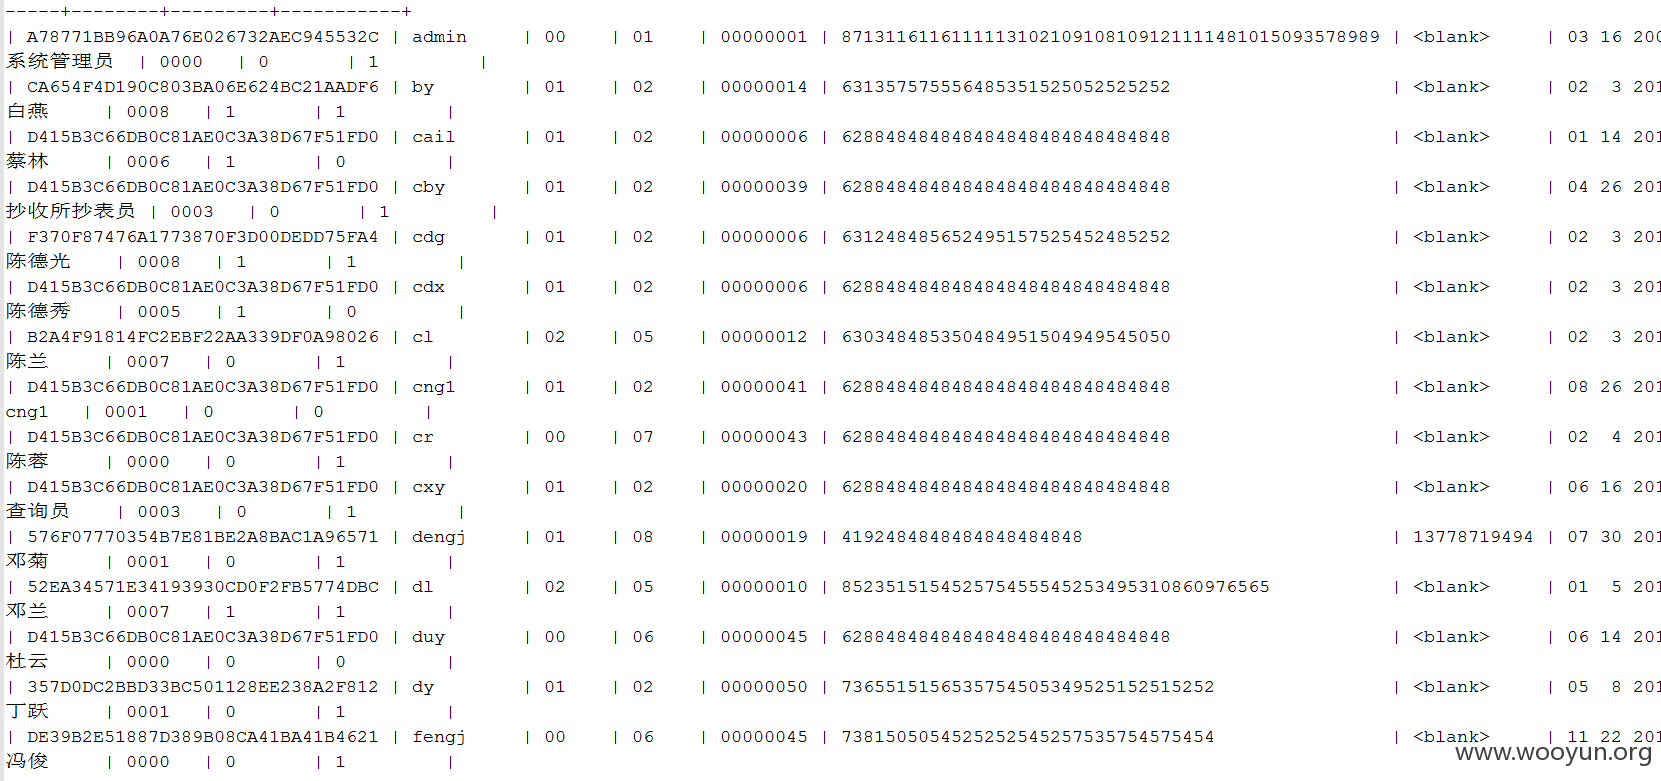 -----+--------+---------+-----------+
| A78771BB96A0A76E026732AEC945532C | admin | 00 | 01 | 00000001 | 87131161161111131021091081091211114810150935789​89 | <blank> | 03 16 200
系统管理员 | 0000 | 0 | 1 |
| CA654F4D190C803BA06E624BC21AADF6 | by | 01 | 02 | 00000014 | 631357575556485351525052525252 | <blank> | 02 3 201
白燕 | 0008 | 1 | 1 |
| D415B3C66DB0C81AE0C3A38D67F51FD0 | cail | 01 | 02 | 00000006 | 628848484848484848484848484848 | <blank> | 01 14 201
蔡林 | 0006 | 1 | 0 |
| D415B3C66DB0C81AE0C3A38D67F51FD0 | cby | 01 | 02 | 00000039 | 628848484848484848484848484848 | <blank> | 04 26 201
抄收所抄表员 | 0003 | 0 | 1 |
| F370F87476A1773870F3D00DEDD75FA4 | cdg | 01 | 02 | 00000006 | 631248485652495157525452485252 | <blank> | 02 3 201
陈德光 | 0008 | 1 | 1 |
| D415B3C66DB0C81AE0C3A38D67F51FD0 | cdx | 01 | 02 | 00000006 | 628848484848484848484848484848 | <blank> | 02 3 201
陈德秀 | 0005 | 1 | 0 |
| B2A4F91814FC2EBF22AA339DF0A98026 | cl | 02 | 05 | 00000012 | 630348485350484951504949545050 | <blank> | 02 3 201
陈兰 | 0007 | 0 | 1 |
| D415B3C66DB0C81AE0C3A38D67F51FD0 | cng1 | 01 | 02 | 00000041 | 628848484848484848484848484848 | <blank> | 08 26 201
cng1 | 0001 | 0 | 0 |
| D415B3C66DB0C81AE0C3A38D67F51FD0 | cr | 00 | 07 | 00000043 | 628848484848484848484848484848 | <blank> | 02 4 201
陈蓉 | 0000 | 0 | 1 |
| D415B3C66DB0C81AE0C3A38D67F51FD0 | cxy | 01 | 02 | 00000020 | 628848484848484848484848484848 | <blank> | 06 16 201
查询员 | 0003 | 0 | 1 |
| 576F07770354B7E81BE2A8BAC1A96571 | dengj | 01 | 08 | 00000019 | 4192484848484848484848 | 13778719494 | 07 30 201
邓菊 | 0001 | 0 | 1 |
| 52EA34571E34193930CD0F2FB5774DBC | dl | 02 | 05 | 00000010 | 852351515452575455545253495310860976565 | <blank> | 01 5 201
邓兰 | 0007 | 1 | 1 |
| D415B3C66DB0C81AE0C3A38D67F51FD0 | duy | 00 | 06 | 00000045 | 628848484848484848484848484848 | <blank> | 06 14 201
杜云 | 0000 | 0 | 0 |
| 357D0DC2BBD33BC501128EE238A2F812 | dy | 01 | 02 | 00000050 | 7365515156535754505349525152515252 | <blank> | 05 8 201
丁跃 | 0001 | 0 | 1 |
| DE39B2E51887D389B08CA41BA41B4621 | fengj | 00 | 06 | 00000045 | 7381505054525252545257535754575454 | <blank> | 11 22 201
冯俊 | 0000 | 0 | 1 |
www.wooyun.org